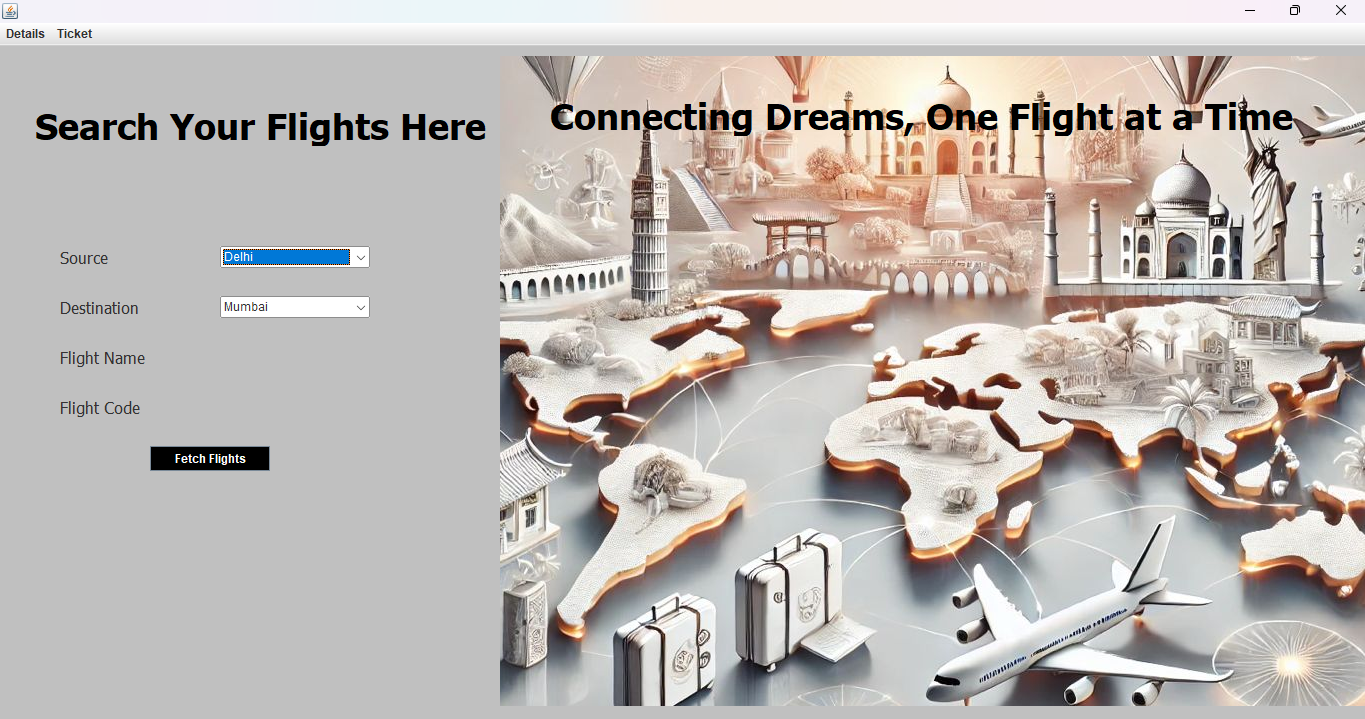 Details Ticket
Search Your Flights Here
Connecting Dreams, One Flight at a Time
Source Delhi
Destination Mumbai
Flight Name
Flight Code
Fetch Flights